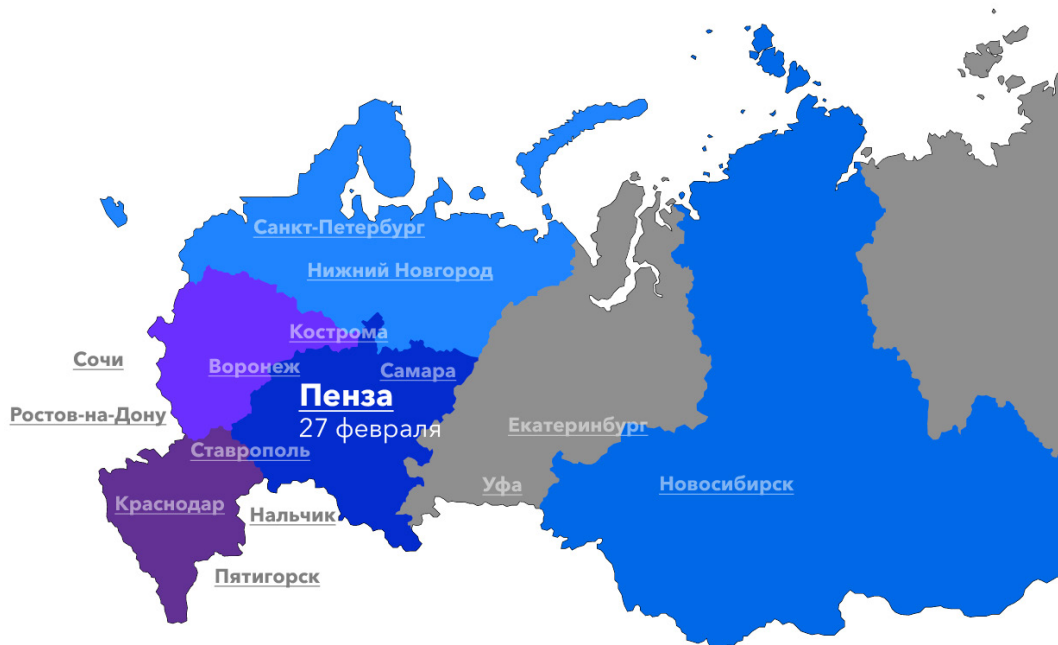 Санкт-Петербург
Нижний Новгород
Кострома
Сочи
Воронеж
Самара
Пенза
27 февраля
Ростов-на-Дону
Екатеринбург
Ставрополь
Уфа
Новосибирск
Краснодар
Нальчик
Пятигорск